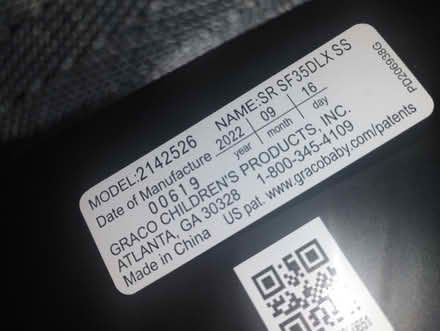 MODEL:2142526 NAME:SR SF35DLX SS
Date of Manufacture 2022 09 16
year month day
00619
GRACO CHILDREN'S PRODUCTS, INC.
ATLANTA, GA 30328 1-800-345-4109
Made in China US pat. www.gracobaby.com/patents
PD206938G